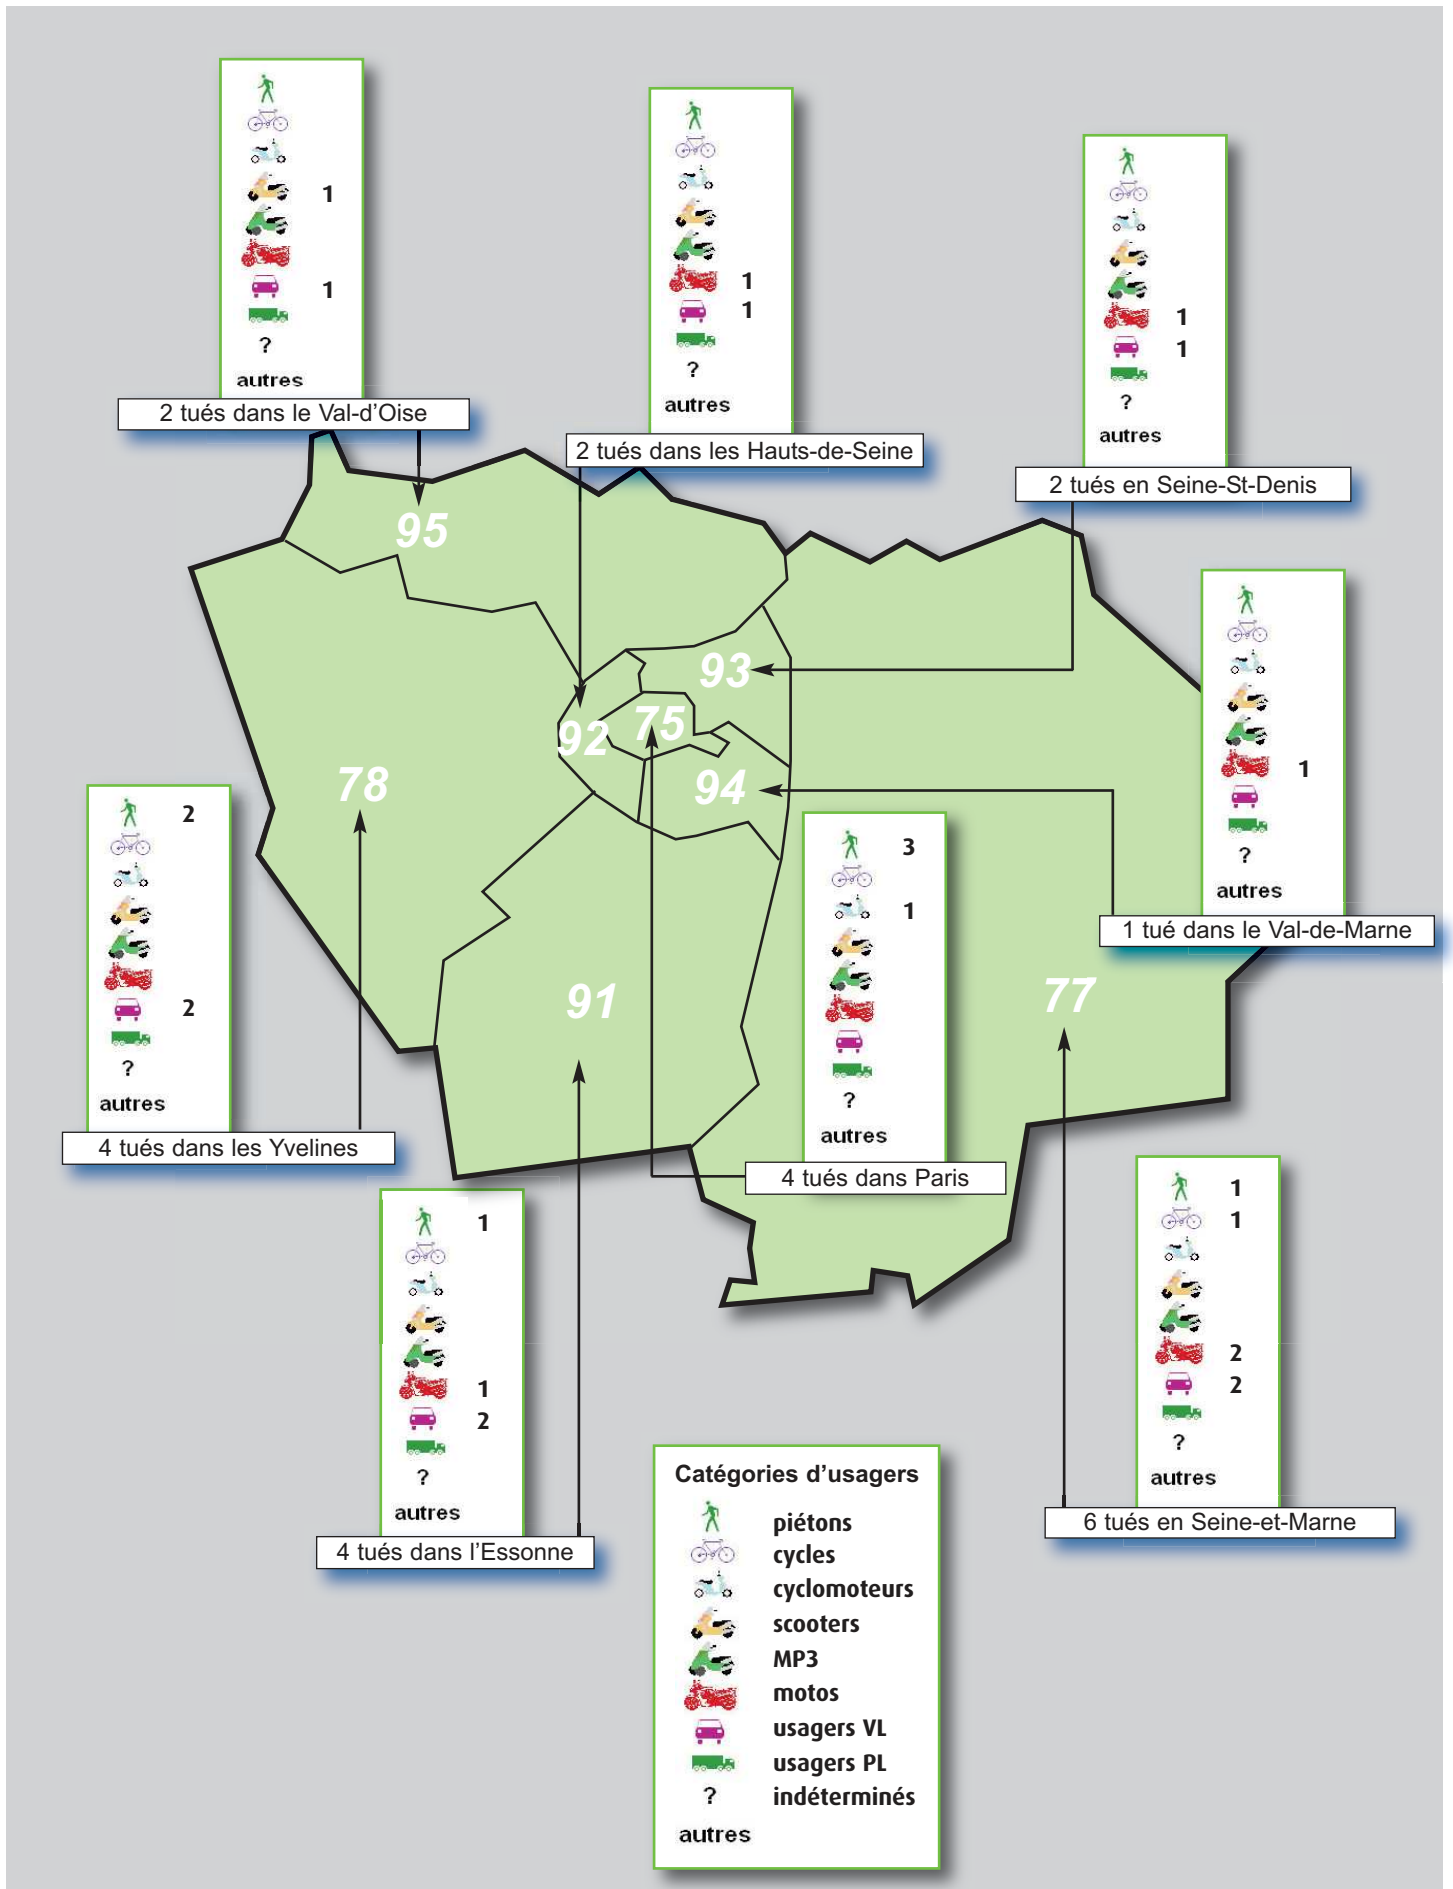 1
1
?
autres
2 tués dans le Val-d'Oise
1
1
?
autres
2 tués dans les Hauts-de-Seine
1
1
?
autres
2 tués en Seine-St-Denis
95
93
92
75
94
78
91
77
1
?
autres
1 tué dans le Val-de-Marne
2
2
?
autres
4 tués dans les Yvelines
3
1
?
autres
4 tués dans Paris
1
1
2
?
autres
4 tués dans l'Essonne
1
1
2
2
?
autres
6 tués en Seine-et-Marne
Catégories d'usagers
piétons
cycles
cyclomoteurs
scooters
MP3
motos
usagers VL
usagers PL
? indéterminés
autres